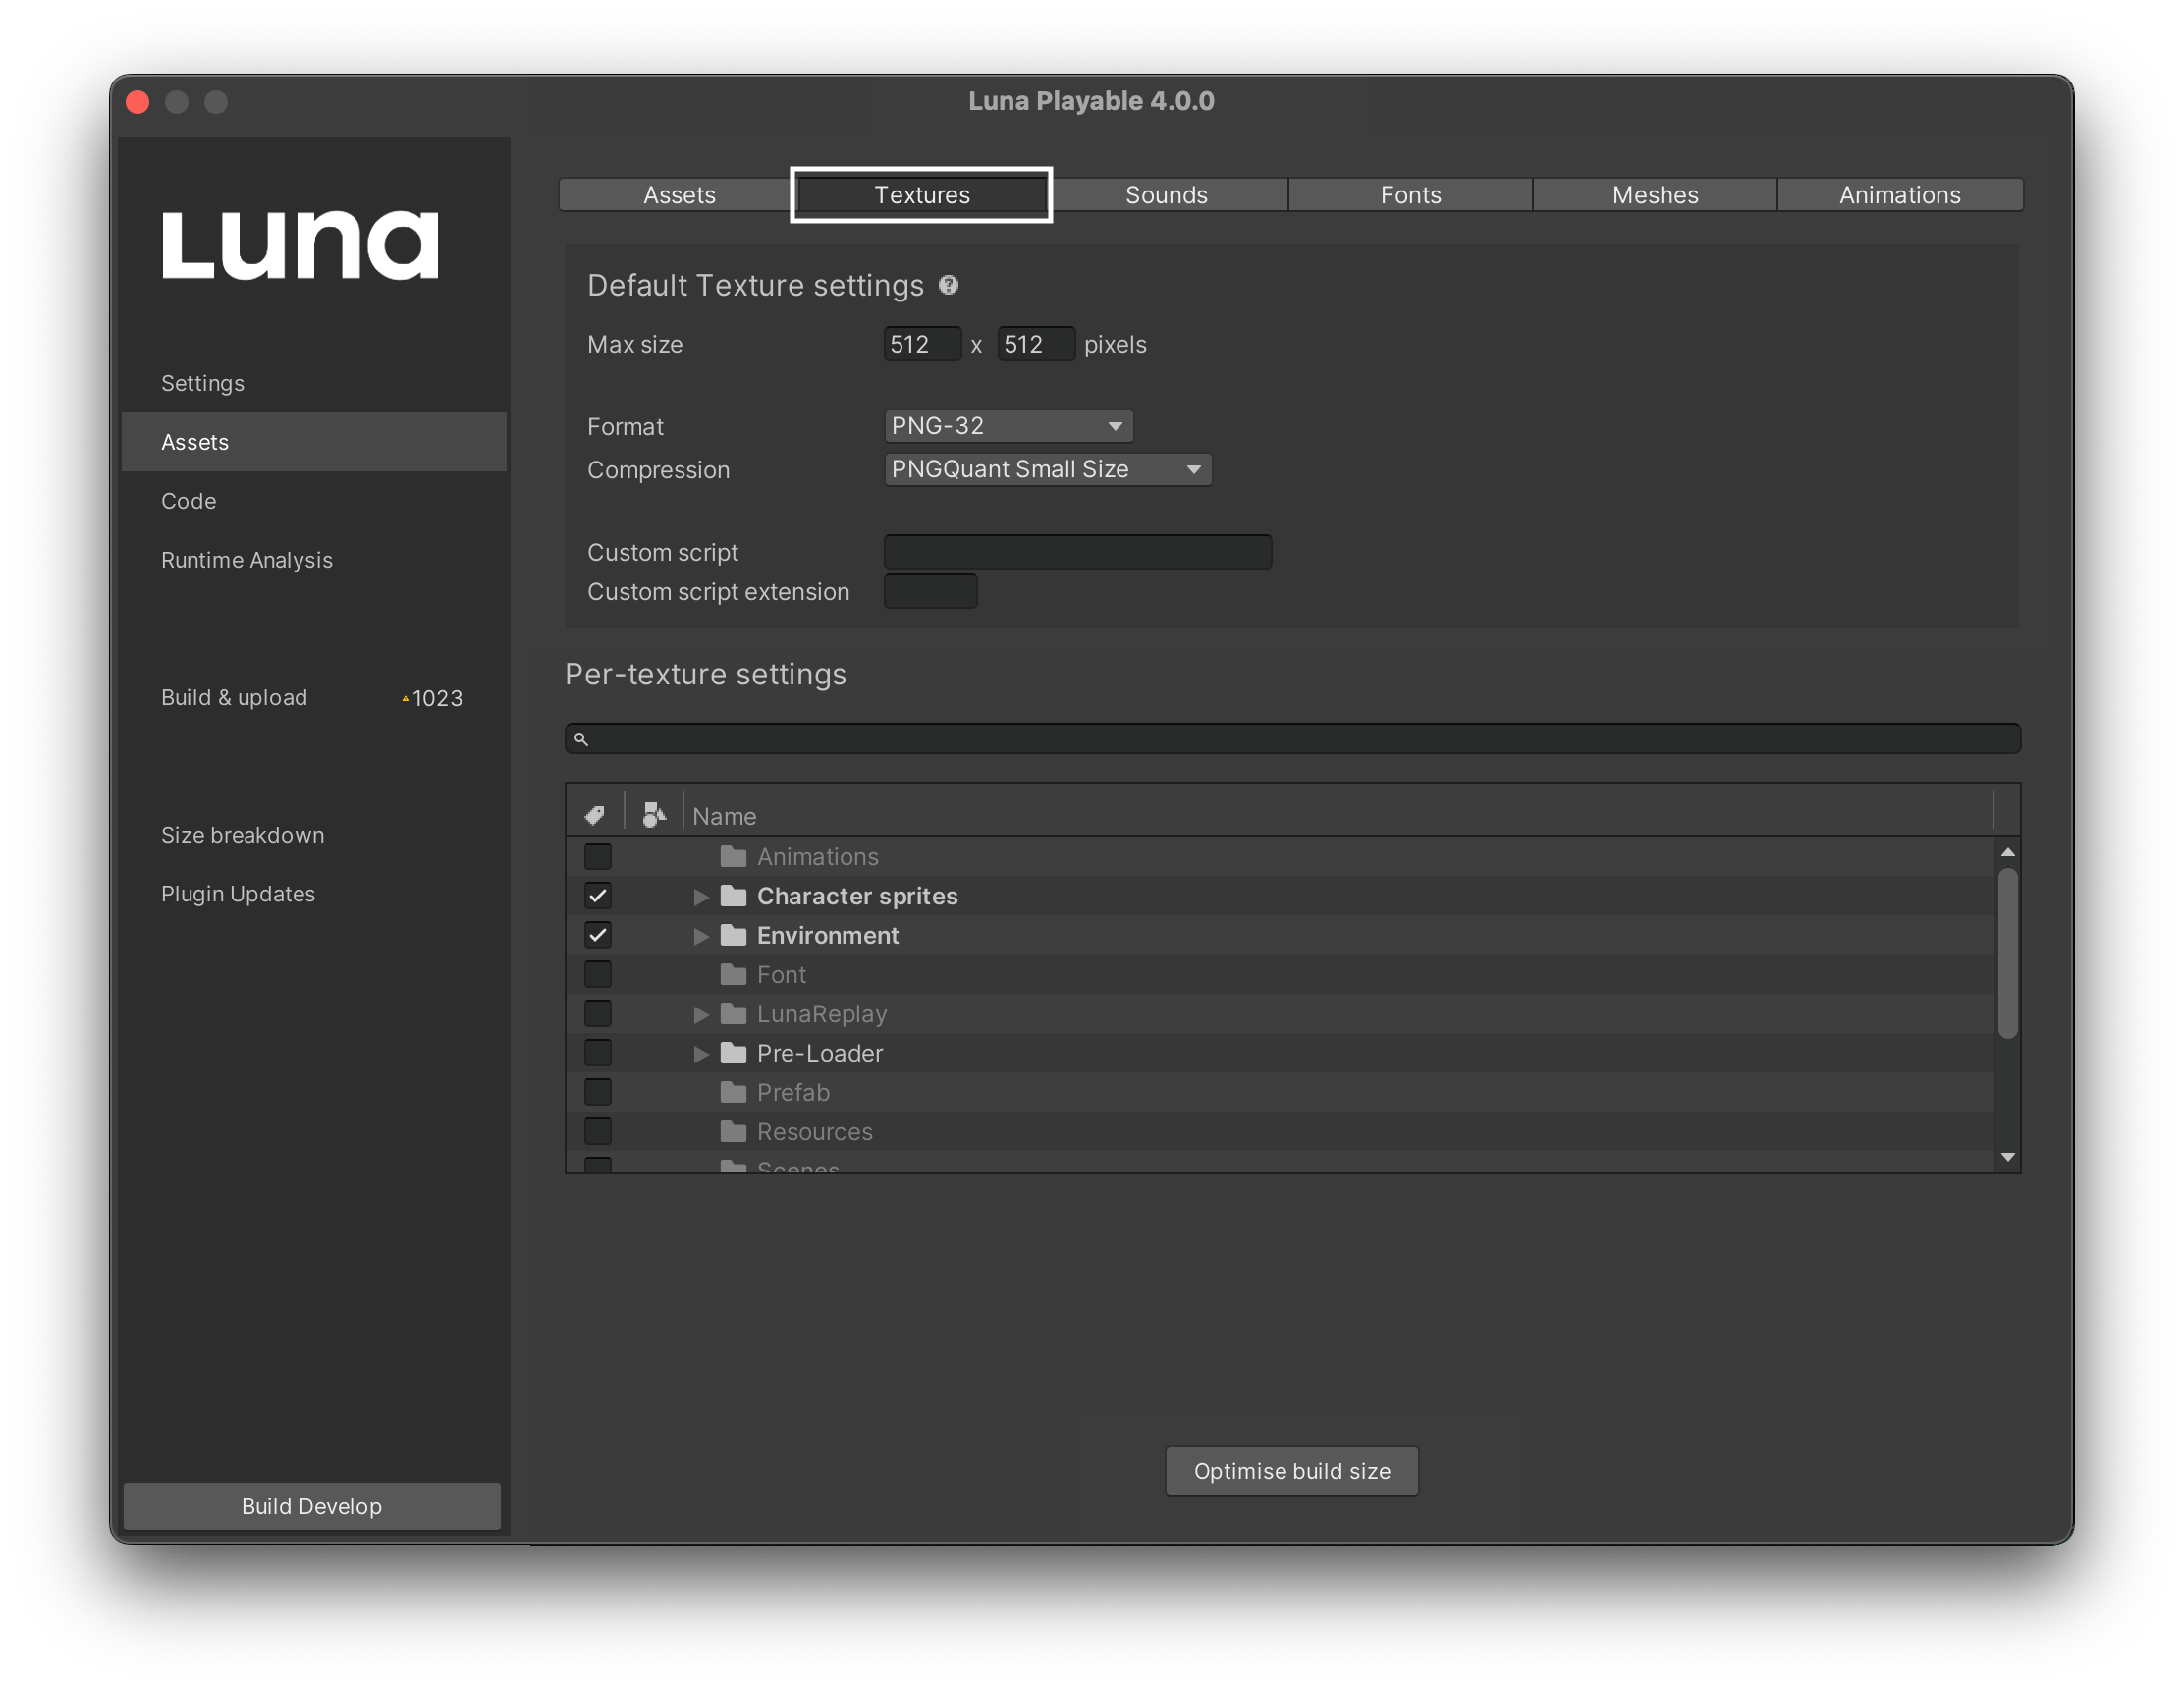 Luna Playable 4.0.0
Luna
Settings
Assets
Code
Runtime Analysis
Build & upload 1023
Size breakdown
Plugin Updates
Build Develop
Assets Textures Sounds Fonts Meshes Animations
Default Texture settings
Max size 512 x 512 pixels
Format PNG-32
Compression PNGQuant Small Size
Custom script
Custom script extension
Per-texture settings
Name
Animations
Character sprites
Environment
Font
LunaReplay
Pre-Loader
Prefab
Resources
Scenes
Optimise build size